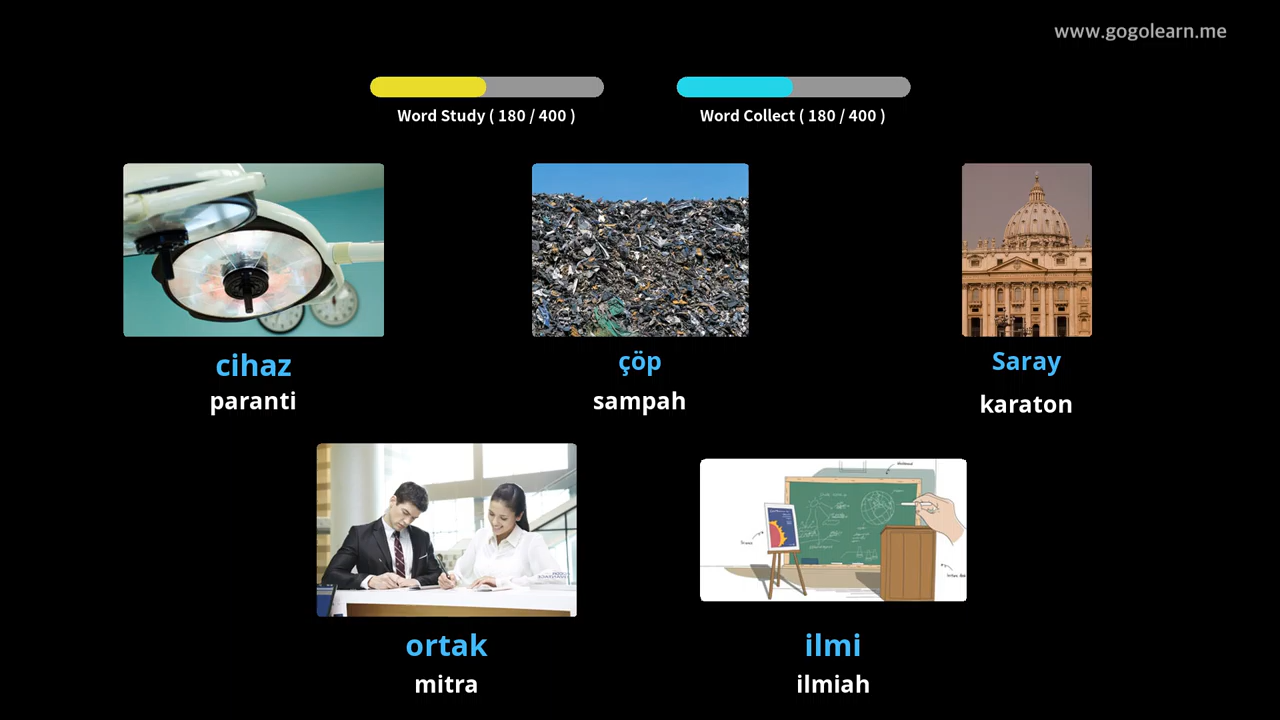 www.gogolearn.me
Word Study ( 180 / 400 )
Word Collect ( 180 / 400 )
cihaz
paranti
çöp
sampah
Saray
karaton
ortak
mitra
ilmi
ilmiah